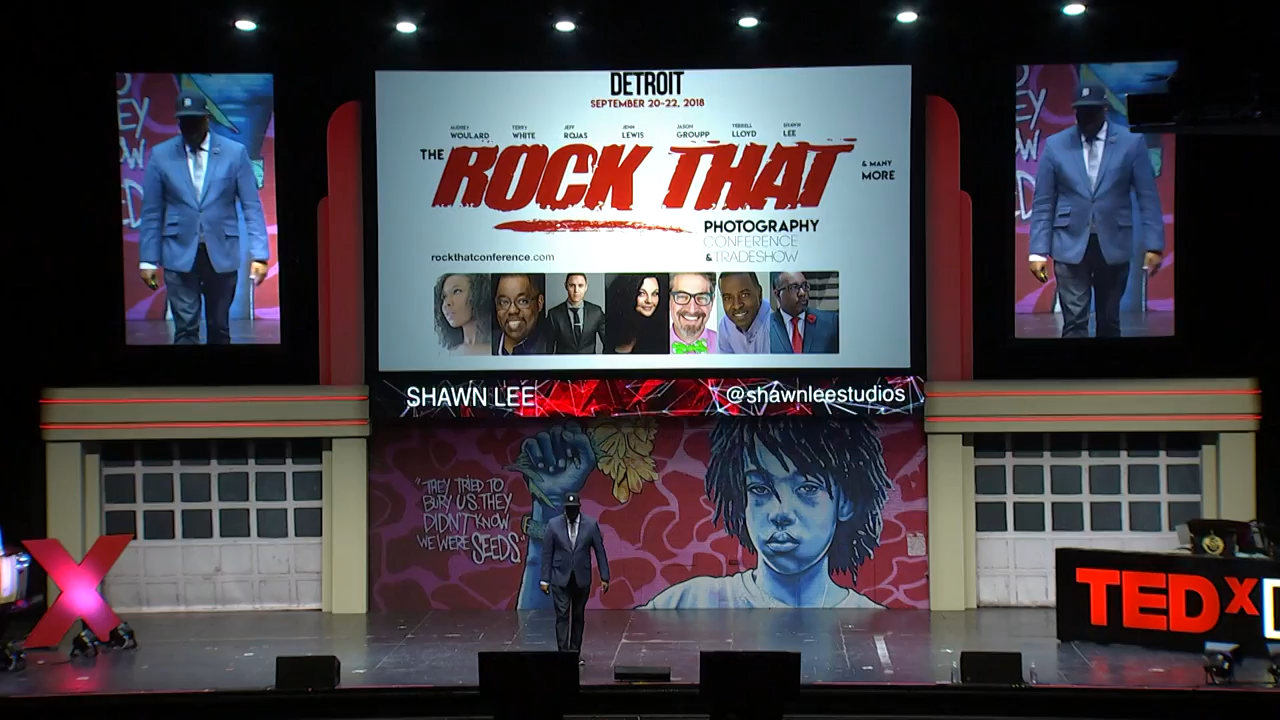 DETROIT
SEPTEMBER 20-22, 2018
AUDREY WOULARD
TERRY WHITE
JEFF ROJAS
JENN LEWIS
JASON GROUPP
TERRELL LLOYD
SHAWN LEE
THE ROCK THAT
& MANY MORE
PHOTOGRAPHY
CONFERENCE
& TRADESHOW
rockthatconference.com
SHAWN LEE
@shawnleestudios
"THEY TRIED TO
BURY US. THEY
DIDN'T KNOW
WE WERE SEEDS"
X
TEDx